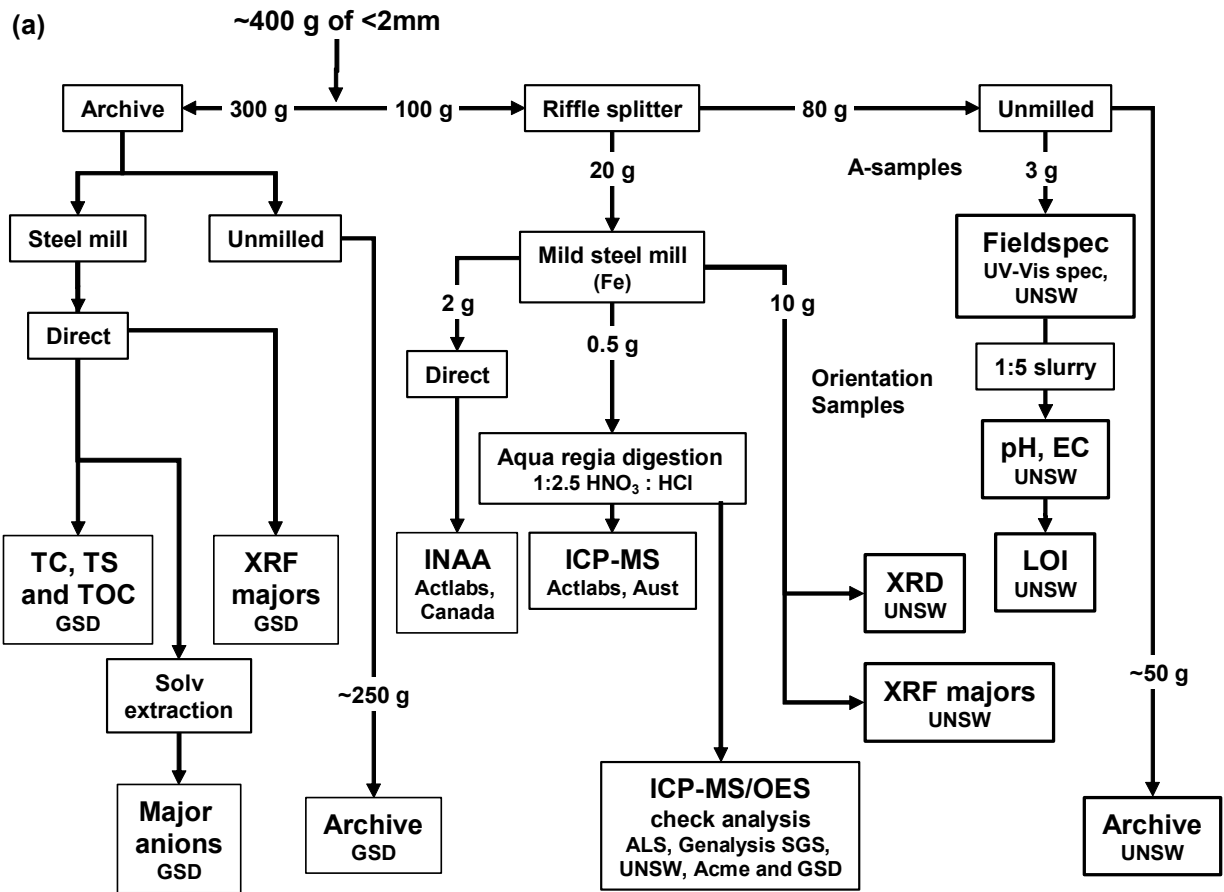 (a)
~400 g of <2mm
Archive
300 g
100 g
Riffle splitter
80 g
Unmilled
20 g
A-samples
3 g
Steel mill
Unmilled
Mild steel mill
(Fe)
Fieldspec
UV-Vis spec,
UNSW
2 g
10 g
Direct
0.5 g
Direct
1:5 slurry
Orientation
Samples
Aqua regia digestion
1:2.5 HNO₃ : HCl
pH, EC
UNSW
TC, TS
and TOC
GSD
XRF
majors
GSD
INAA
Actlabs,
Canada
ICP-MS
Actlabs, Aust
XRD
UNSW
LOI
UNSW
Solv
extraction
~250 g
XRF majors
UNSW
~50 g
Major
anions
GSD
Archive
GSD
ICP-MS/OES
check analysis
ALS, Genalysis SGS,
UNSW, Acme and GSD
Archive
UNSW